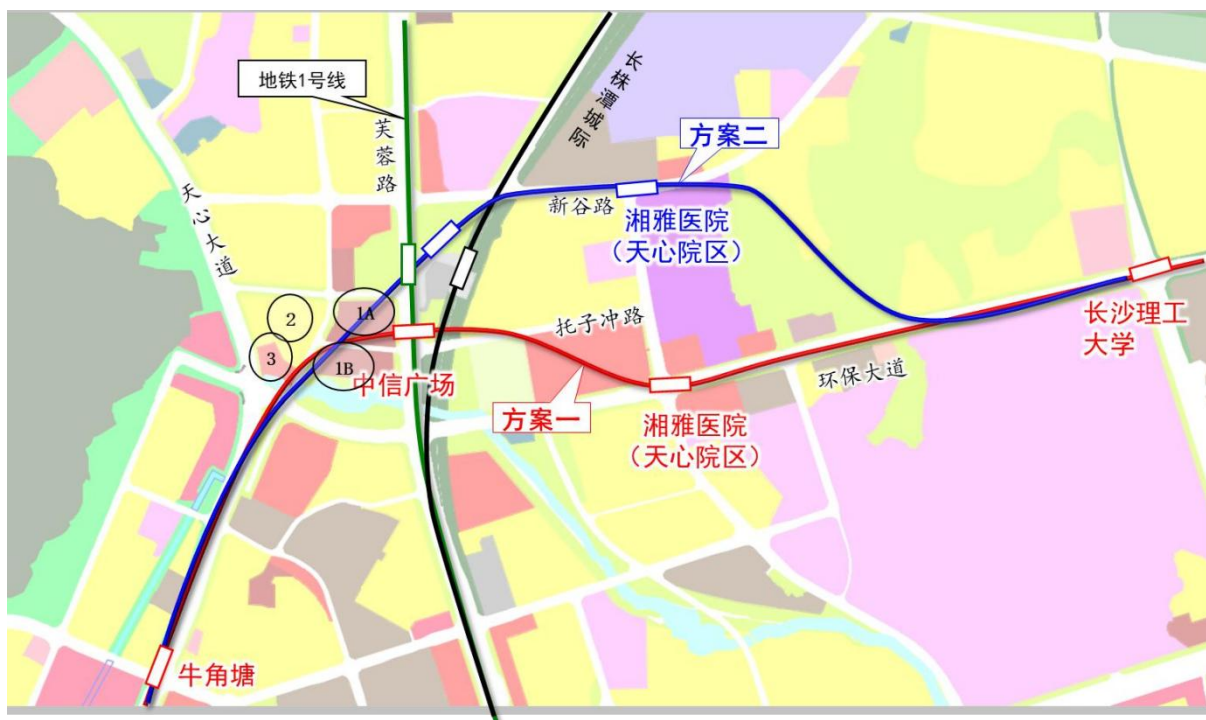 地铁1号线
长株潭城际
芙蓉路
天心大道
方案二
新谷路
湘雅医院
(天心院区)
1A
2
3
1B
托子冲路
中信广场
长沙理工
大学
环保大道
方案一
湘雅医院
(天心院区)
牛角塘